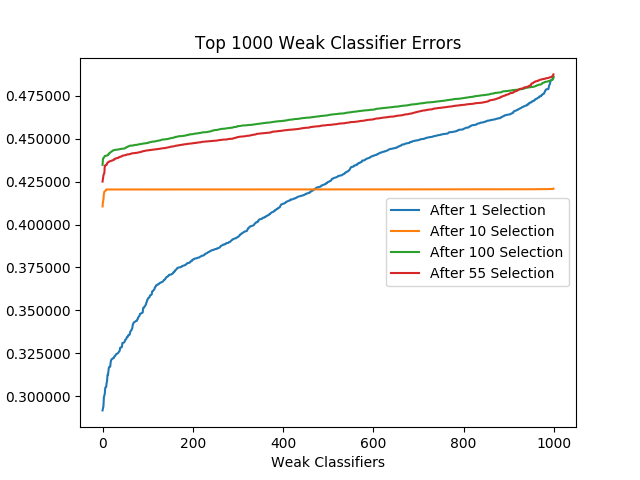 Top 1000 Weak Classifier Errors
0.475000
0.450000
0.425000
0.400000
0.375000
0.350000
0.325000
0.300000
After 1 Selection
After 10 Selection
After 100 Selection
After 55 Selection
0 200 400 600 800 1000
Weak Classifiers